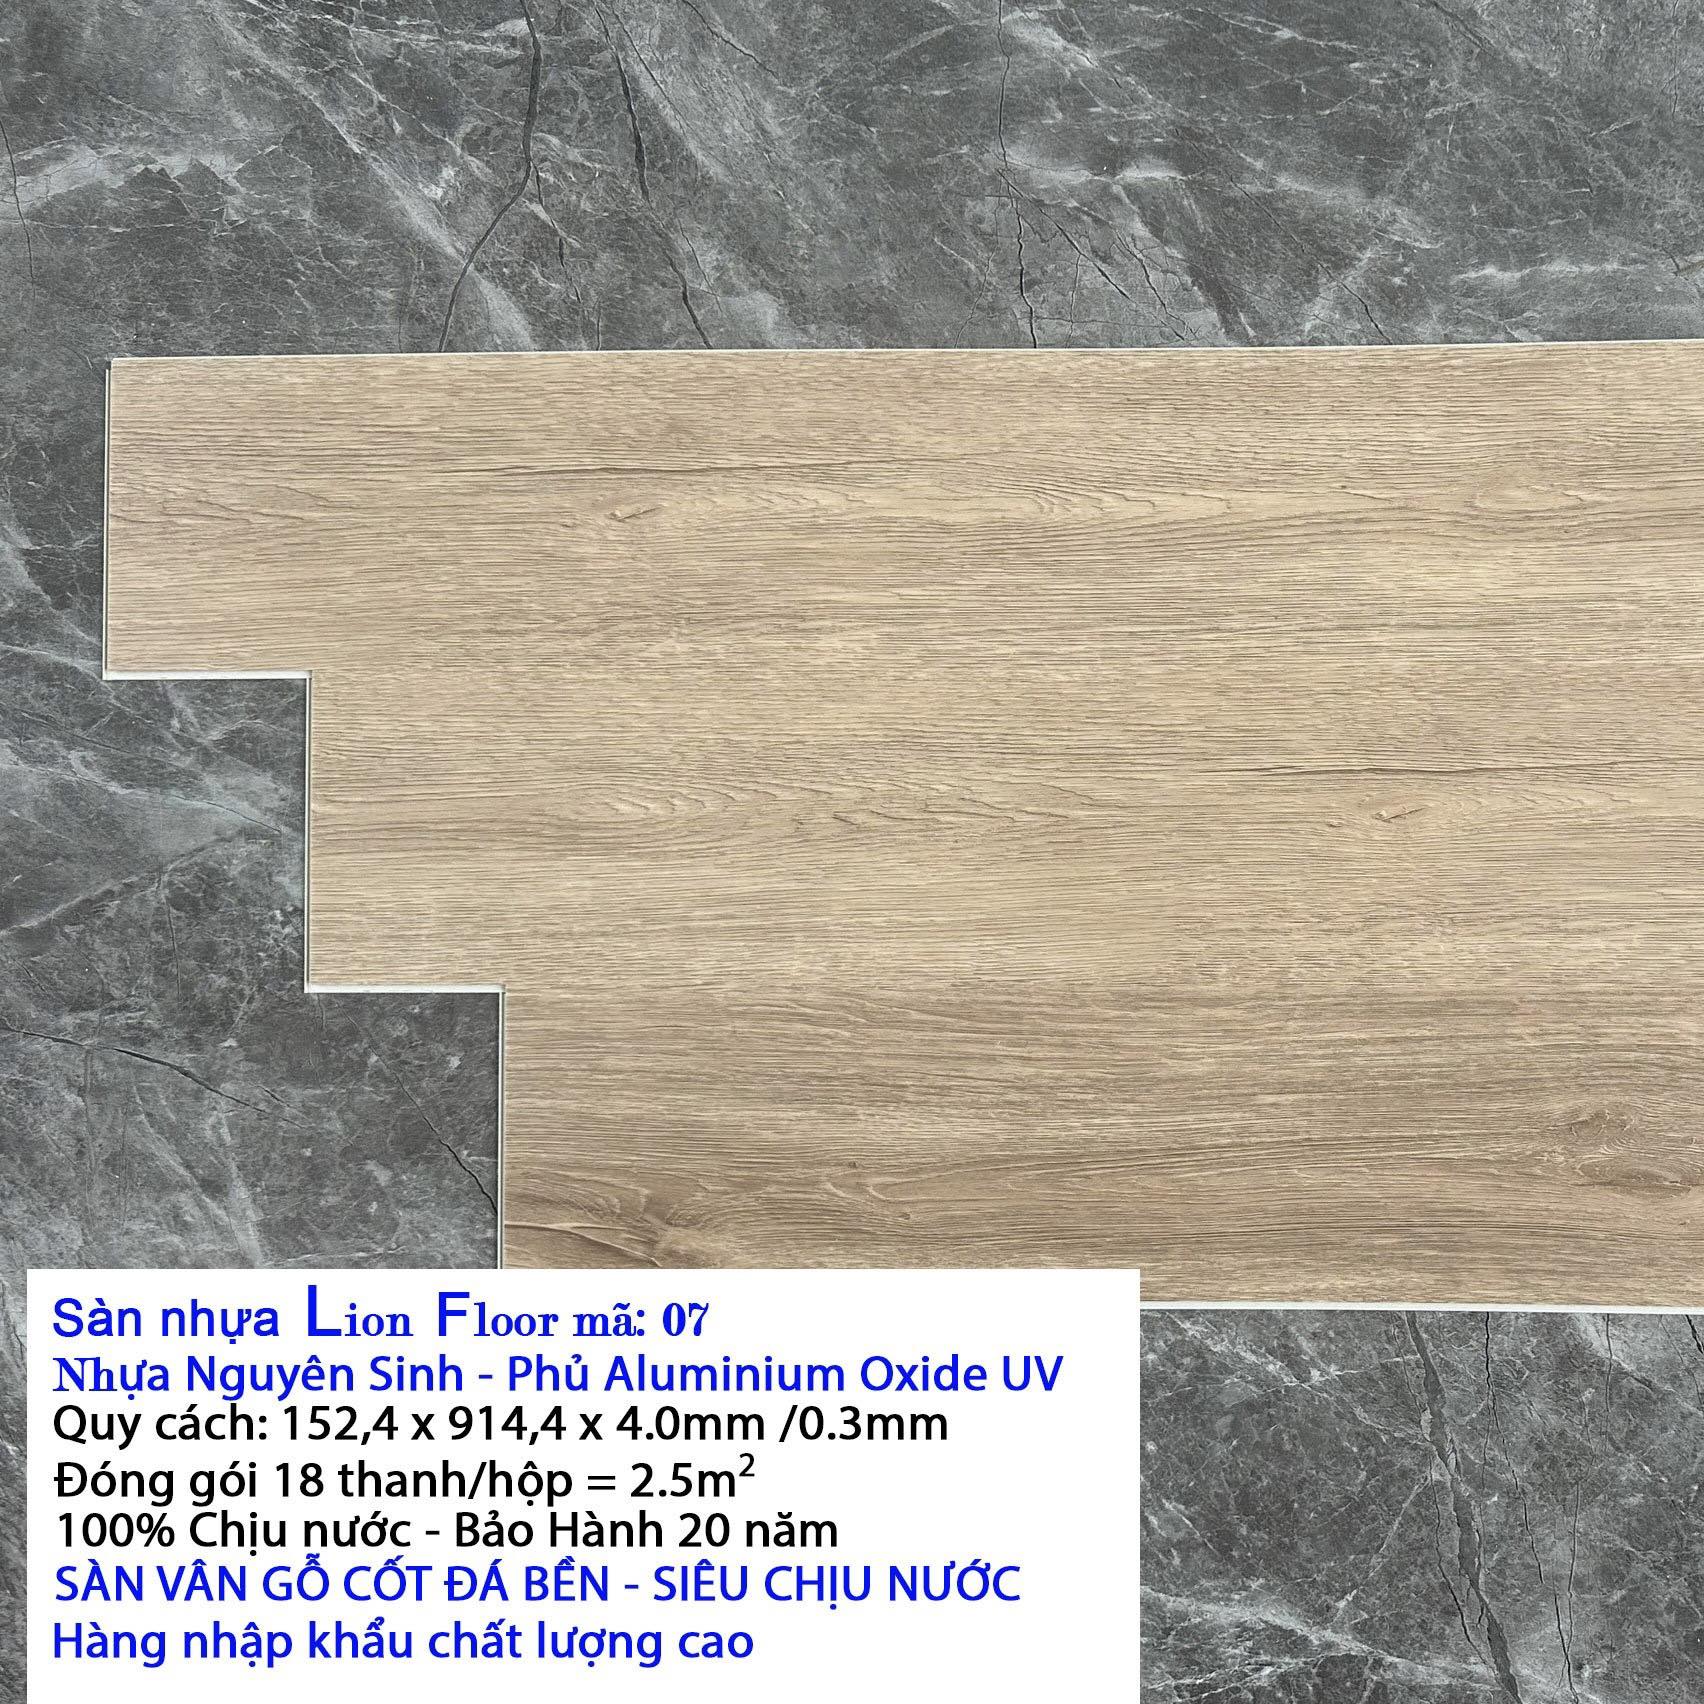 Sàn nhựa Lion Floor mã: 07
Nhựa Nguyên Sinh - Phủ Aluminium Oxide UV
Quy cách: 152,4 x 914,4 x 4.0mm /0.3mm
Đóng gói 18 thanh/hộp = 2.5m²
100% Chịu nước - Bảo Hành 20 năm
SÀN VÂN GỖ CỐT ĐÁ BỀN - SIÊU CHỊU NƯỚC
Hàng nhập khẩu chất lượng cao